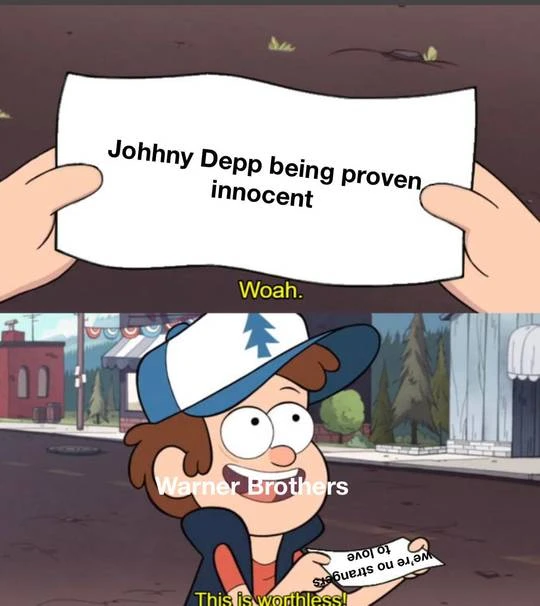 Johhny Depp being proven
innocent
Woah.
Warner Brothers
we're no strangers
to love
This is worthless!